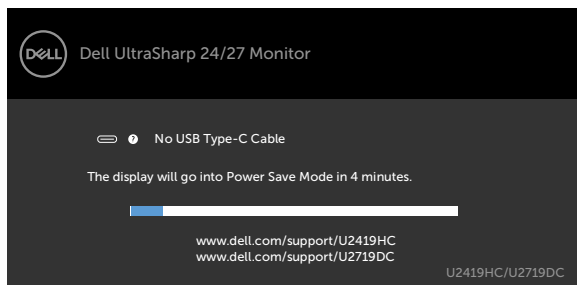 DELL
Dell UltraSharp 24/27 Monitor
? No USB Type-C Cable
The display will go into Power Save Mode in 4 minutes.
www.dell.com/support/U2419HC
www.dell.com/support/U2719DC
U2419HC/U2719DC